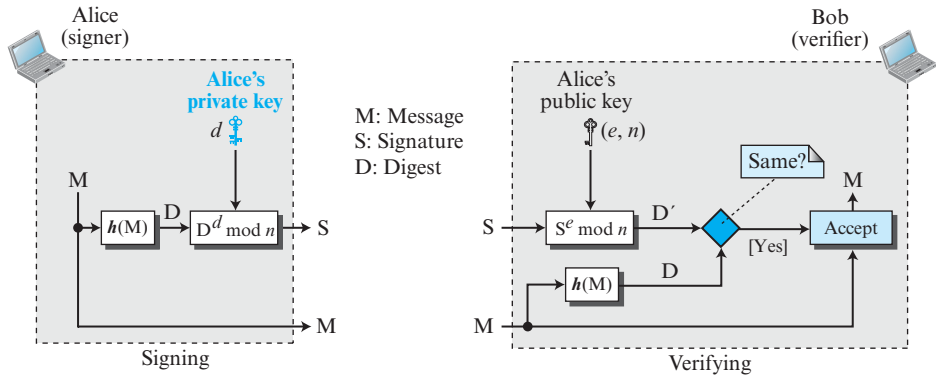 Alice
(signer)
Alice's
private key
d
M
h(M)
D
D^d mod n
S
M
Signing
M: Message
S: Signature
D: Digest
Bob
(verifier)
Alice's
public key
(e, n)
Same?
M
S
S^e mod n
D′
[Yes]
Accept
h(M)
D
M
Verifying